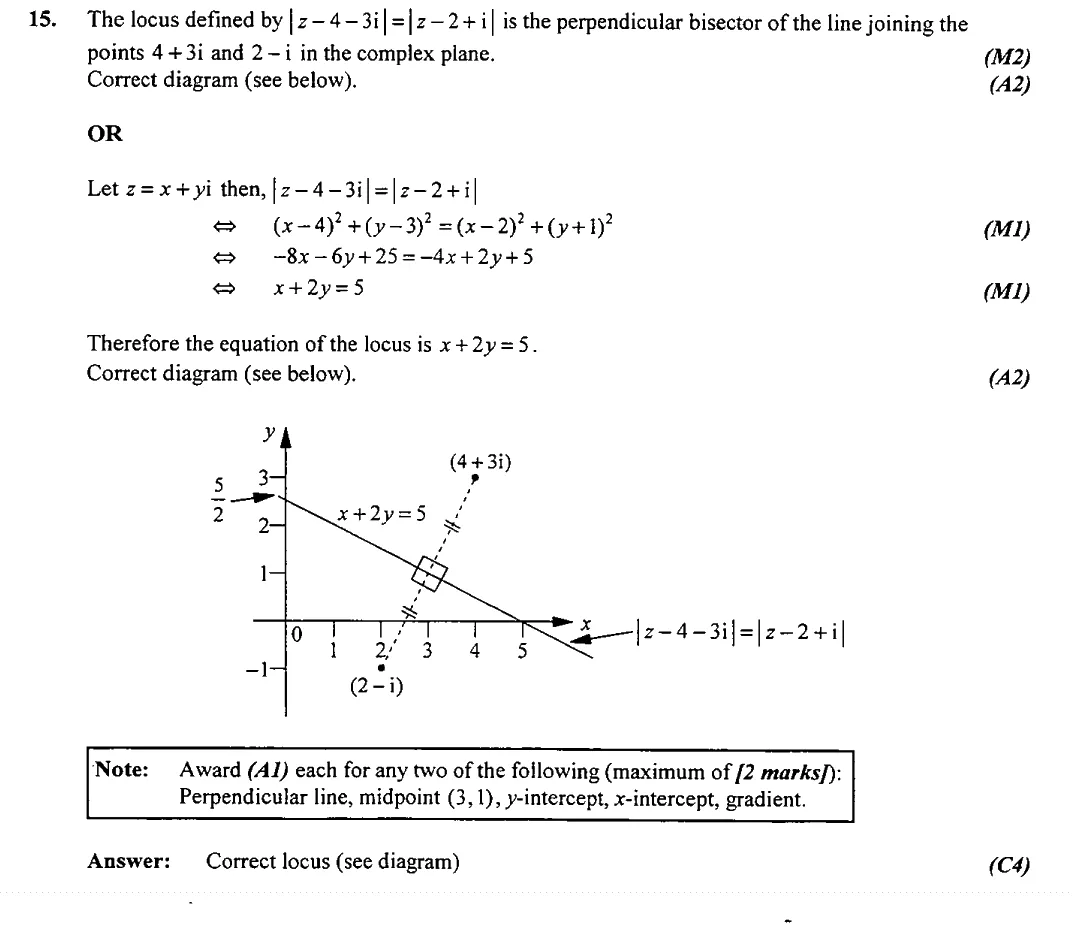 15. The locus defined by |z − 4 − 3i| = |z − 2 + i| is the perpendicular bisector of the line joining the
points 4 + 3i and 2 − i in the complex plane. (M2)
Correct diagram (see below). (A2)
OR
Let z = x + yi then, |z − 4 − 3i| = |z − 2 + i|
⇔ (x − 4)² + (y − 3)² = (x − 2)² + (y + 1)² (M1)
⇔ −8x − 6y + 25 = −4x + 2y + 5
⇔ x + 2y = 5 (M1)
Therefore the equation of the locus is x + 2y = 5.
Correct diagram (see below). (A2)
y
(4 + 3i)
3
5/2
x + 2y = 5
2
1
0
x
|z − 4 − 3i| = |z − 2 + i|
1 2 3 4 5
−1
(2 − i)
Note: Award (A1) each for any two of the following (maximum of [2 marks]):
Perpendicular line, midpoint (3, 1), y-intercept, x-intercept, gradient.
Answer: Correct locus (see diagram) (C4)